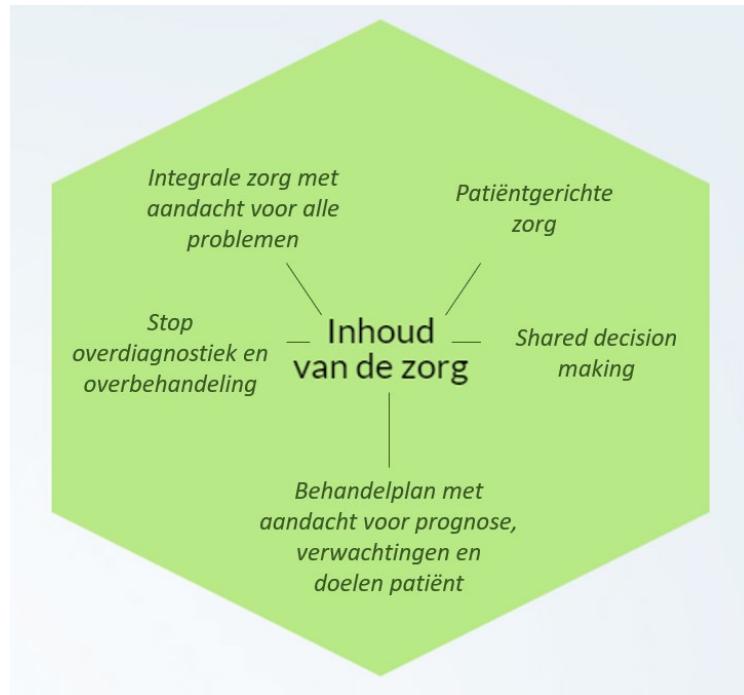 Integrale zorg met
aandacht voor alle
problemen
Patiëntgerichte
zorg
Stop
overdiagnostiek en
overbehandeling
Inhoud
van de zorg
Shared decision
making
Behandelplan met
aandacht voor prognose,
verwachtingen en
doelen patiënt